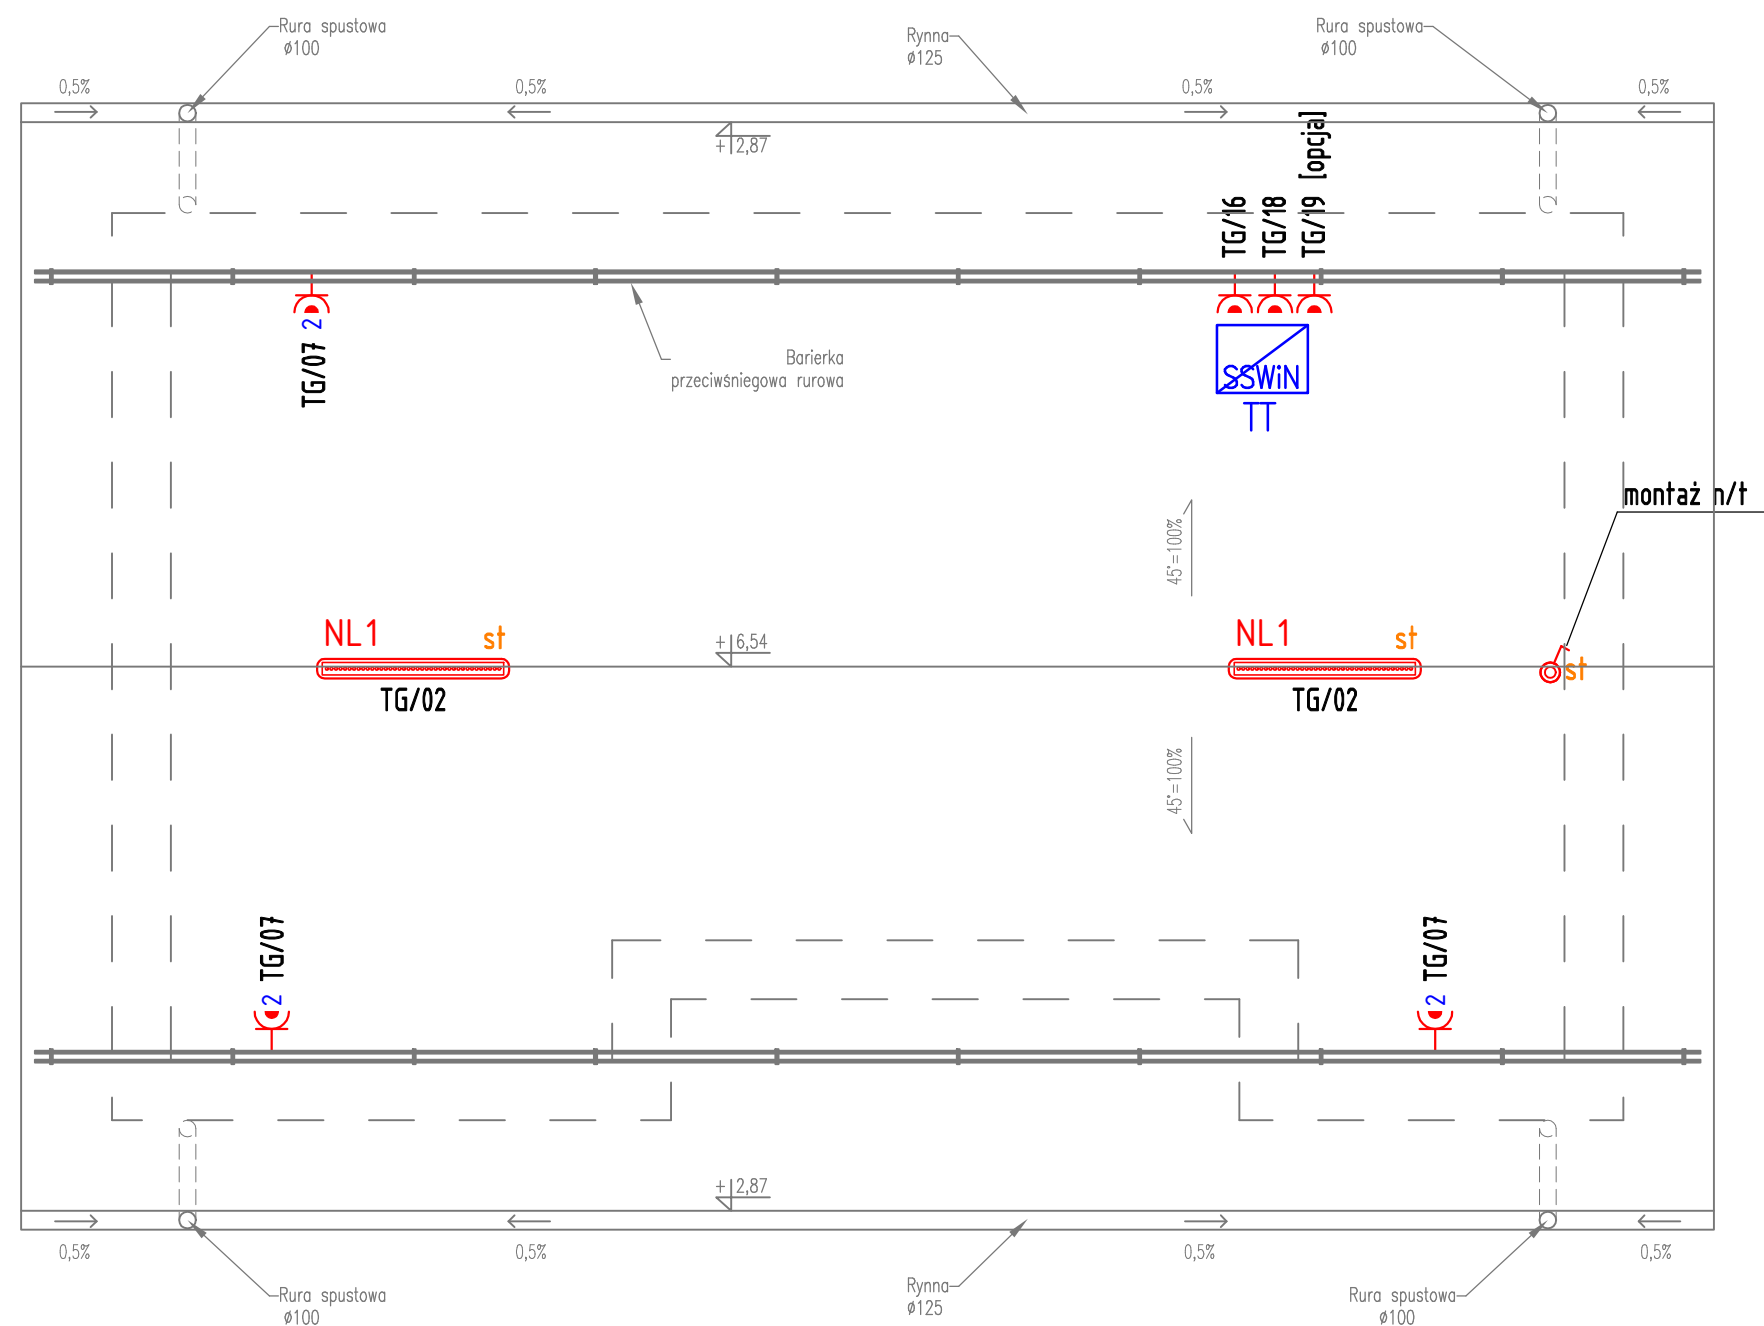 Rura spustowa
ø100
Rynna
ø125
Rura spustowa
ø100
0,5%
0,5%
0,5%
0,5%
+2,87
TG/16
TG/18
TG/19 [opcja]
2
TG/07
Barierka
przeciwśniegowa rurowa
SSWiN
TT
45°=100%
montaż n/t
NL1
st
TG/02
+6,54
NL1
st
TG/02
st
45°=100%
2 TG/07
2 TG/07
+2,87
0,5%
0,5%
0,5%
0,5%
Rura spustowa
ø100
Rynna
ø125
Rura spustowa
ø100